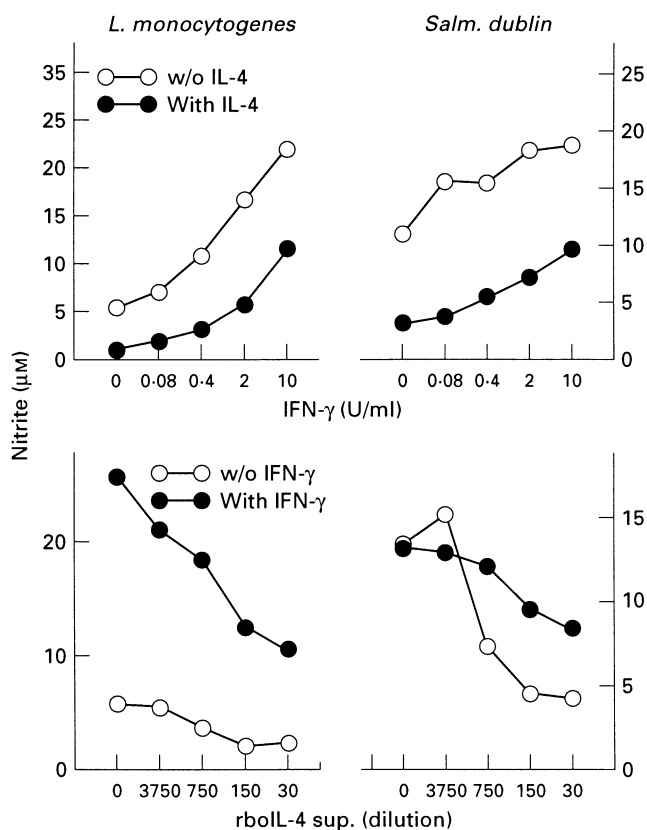 L. monocytogenes
Salm. dublin
35
25
20
15
10
5
0
w/o IL-4
With IL-4
25
20
15
10
5
0
0 0·08 0·4 2 10
0 0·08 0·4 2 10
IFN-γ (U/ml)
Nitrite (μM)
20
10
0
w/o IFN-γ
With IFN-γ
15
10
5
0
0 3750 750 150 30
0 3750 750 150 30
rboIL-4 sup. (dilution)